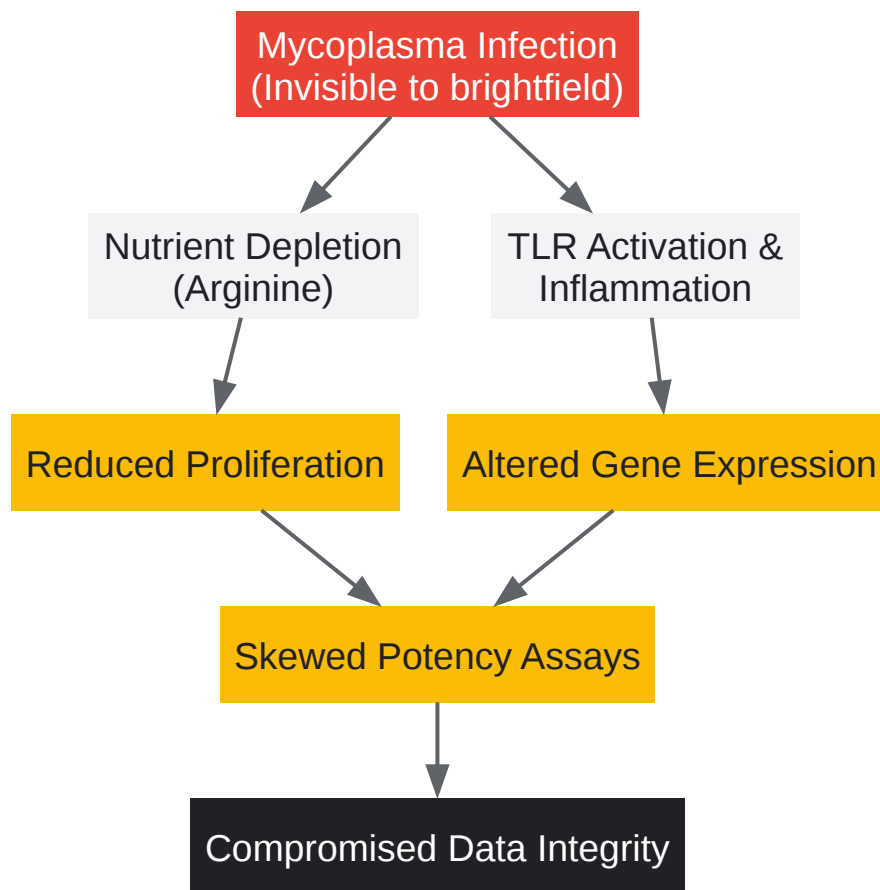 Mycoplasma Infection
(Invisible to brightfield)
Nutrient Depletion
(Arginine)
TLR Activation &
Inflammation
Reduced Proliferation
Altered Gene Expression
Skewed Potency Assays
Compromised Data Integrity